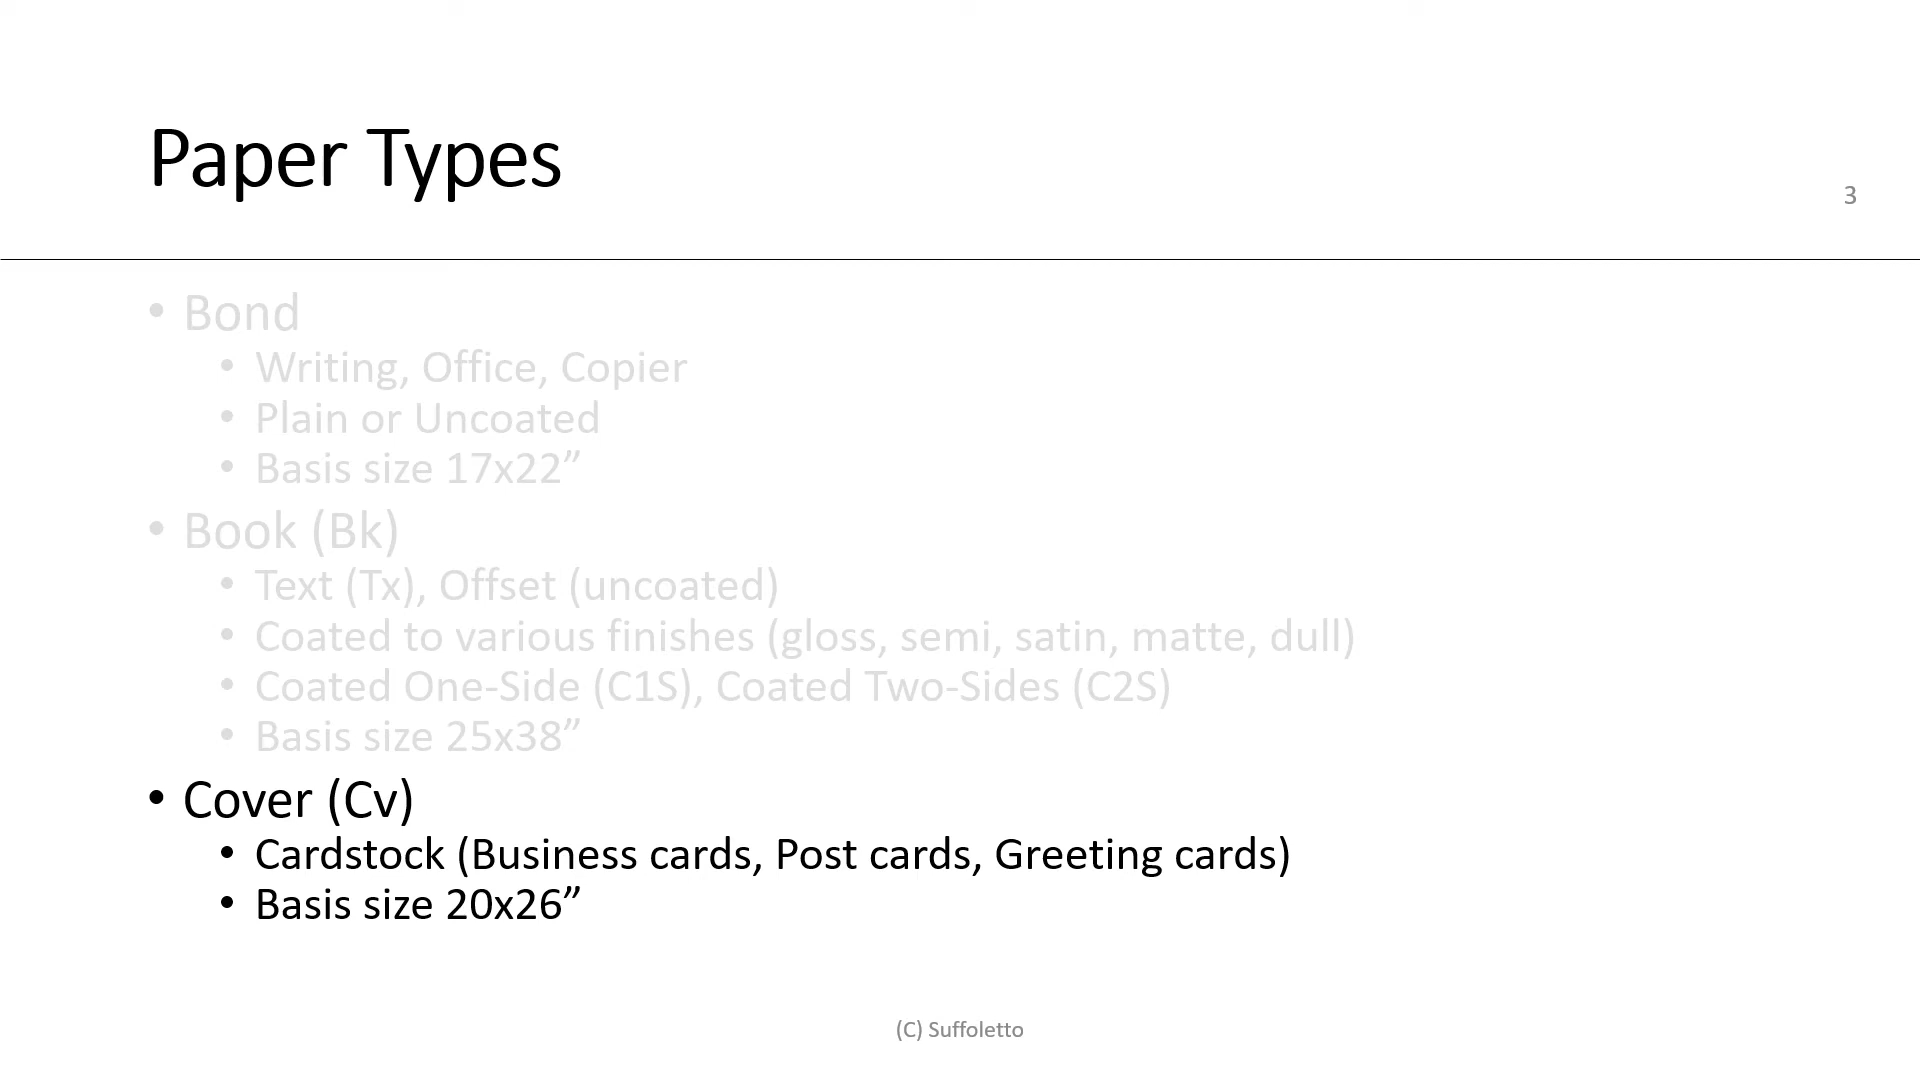 Paper Types
3
• Bond
• Writing, Office, Copier
• Plain or Uncoated
• Basis size 17x22”
• Book (Bk)
• Text (Tx), Offset (uncoated)
• Coated to various finishes (gloss, semi, satin, matte, dull)
• Coated One-Side (C1S), Coated Two-Sides (C2S)
• Basis size 25x38”
• Cover (Cv)
• Cardstock (Business cards, Post cards, Greeting cards)
• Basis size 20x26”
(C) Suffoletto